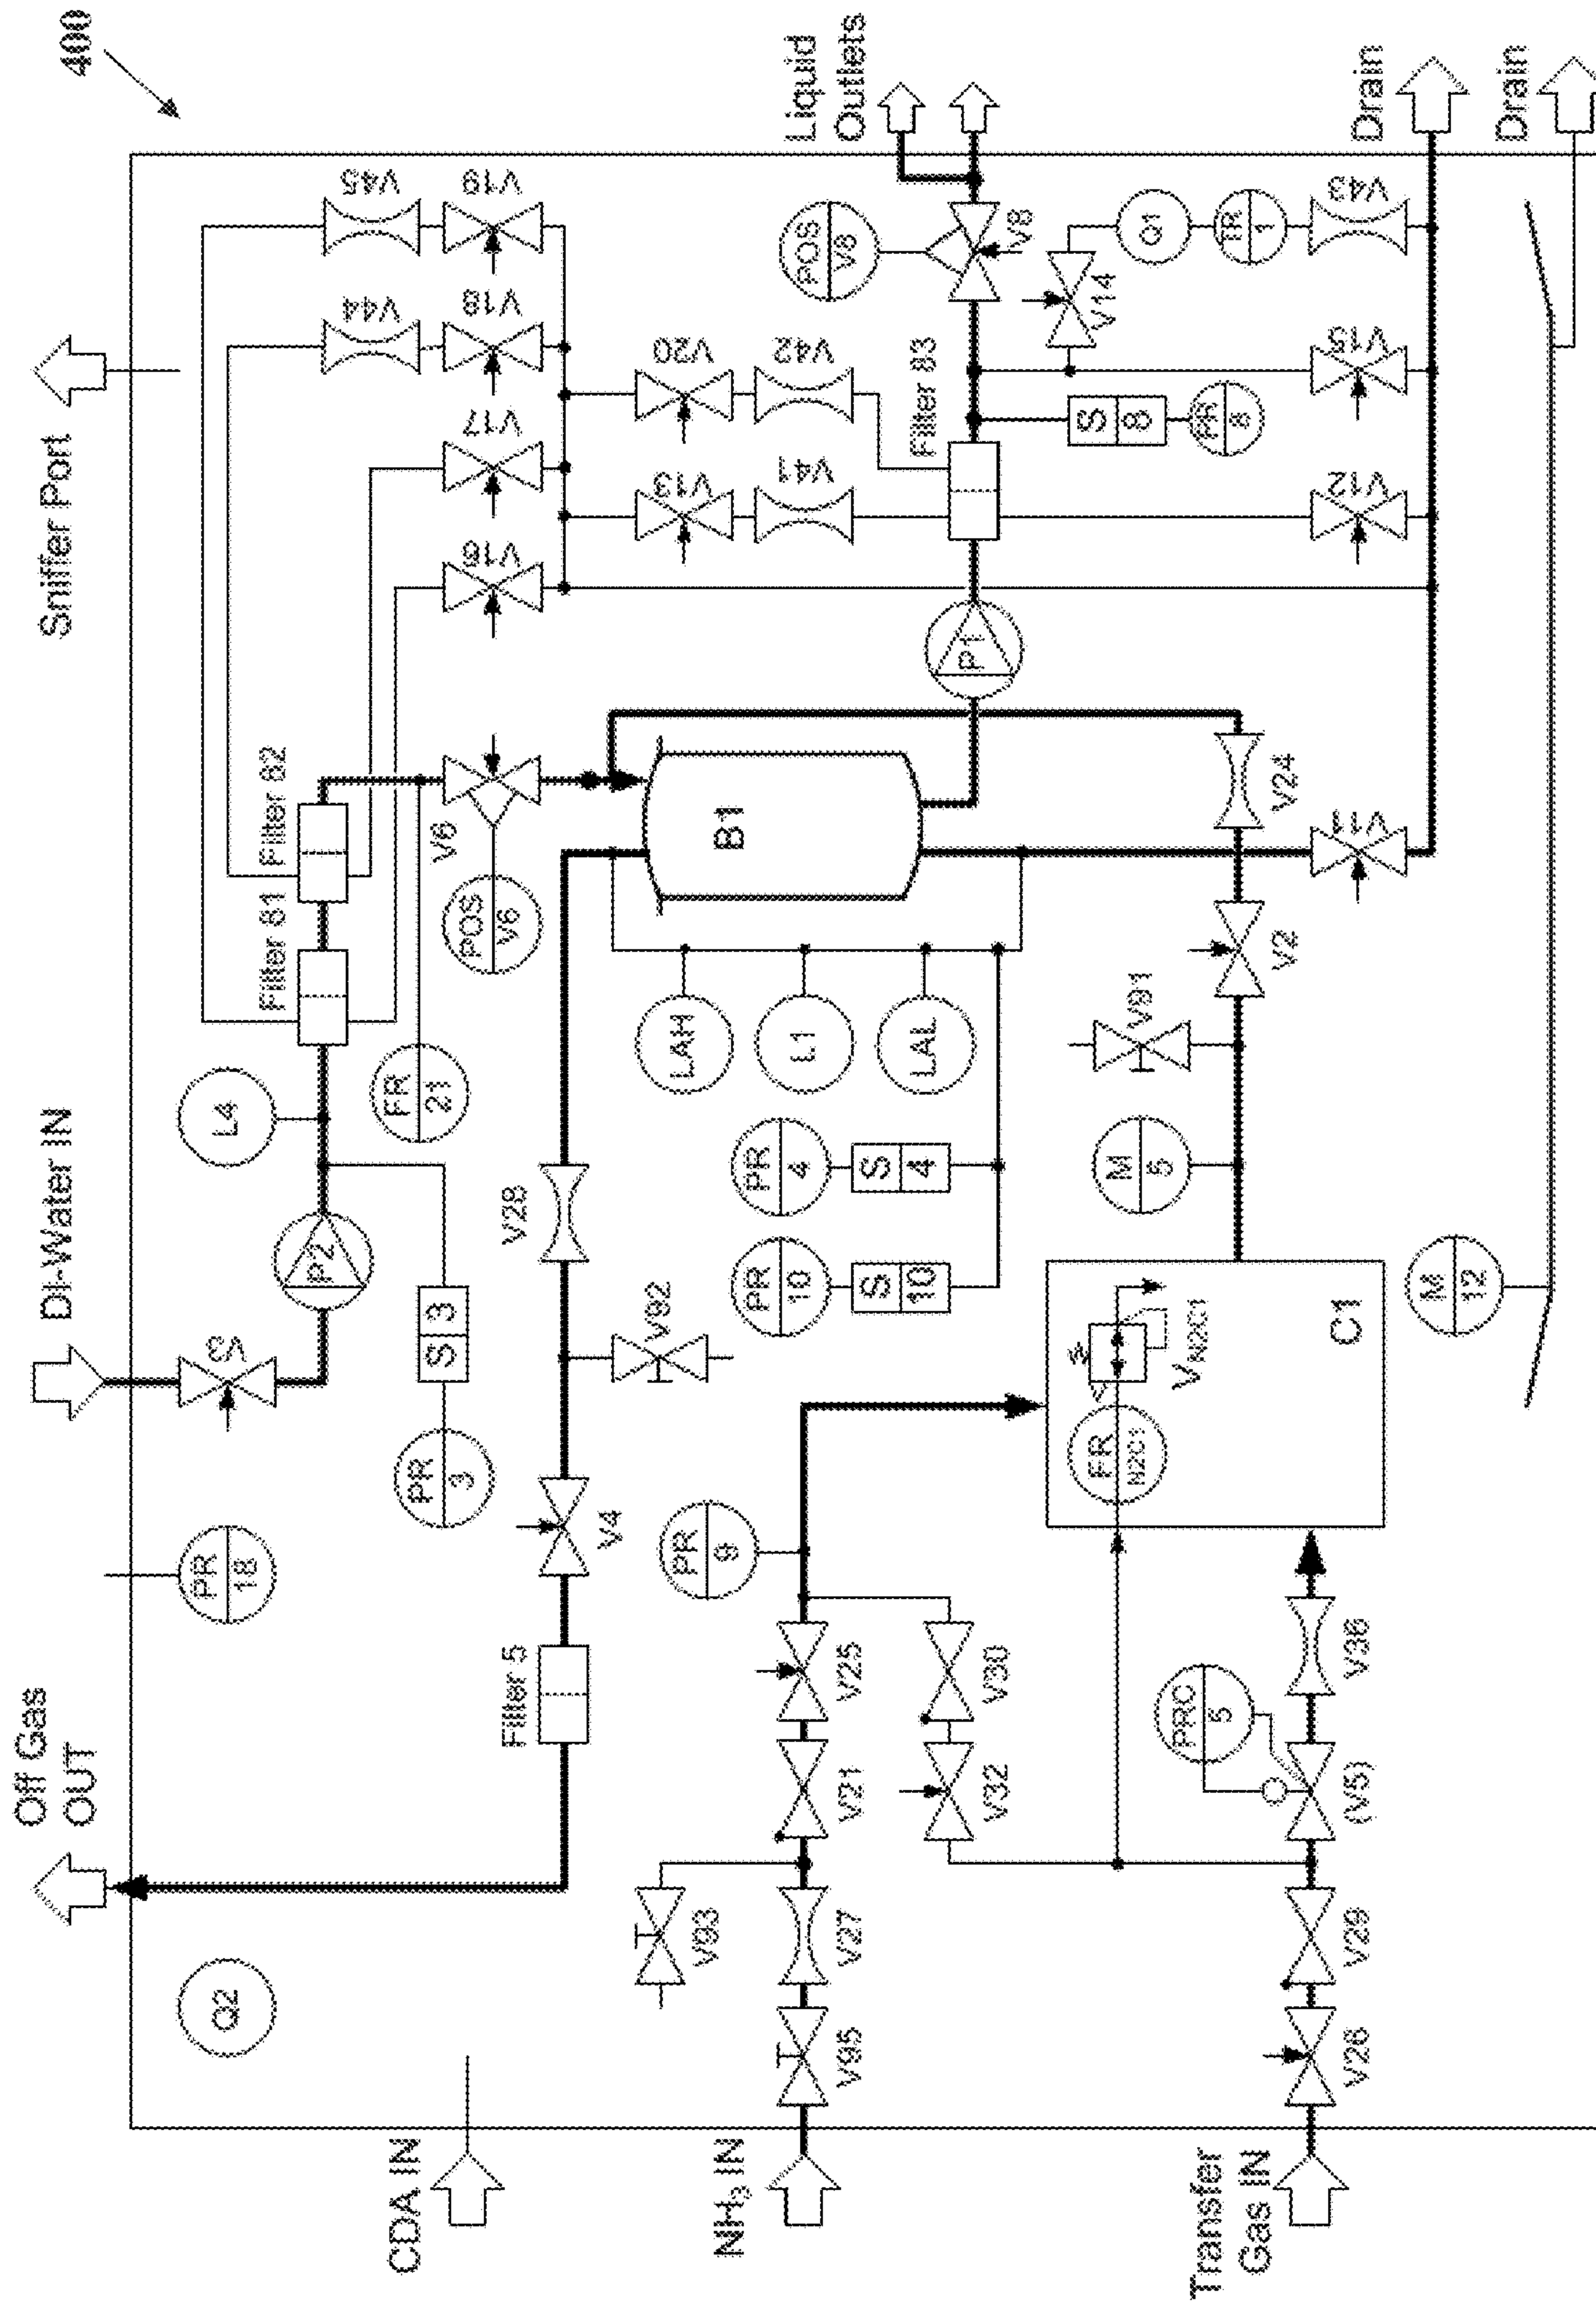 400
Sniffer Port
DI-Water IN
Off Gas
OUT
Liquid
Outlets
Drain
Drain
CDA IN
NH3 IN
Transfer
Gas IN
Q2
PR
18
L4
P2
S 3
PR
3
Filter 81
Filter 82
FR
21
V6
POS
V6
V45
V19
V44
V18
V17
V16
V20
V42
V13
V41
Filter 83
POS
V8
V8
V14
Q1
1
V43
V15
S 8
PR
8
V12
P1
B1
V24
V11
V2
V91
M
5
LAH
L1
LAL
PR
4
S 4
PR
10
S 10
V28
V92
V4
Filter 5
PR
9
V25
V21
V30
V32
V93
V27
V95
C1
VN2C1
FR
N2C1
M
12
V36
PRC
5
(V5)
V29
V26